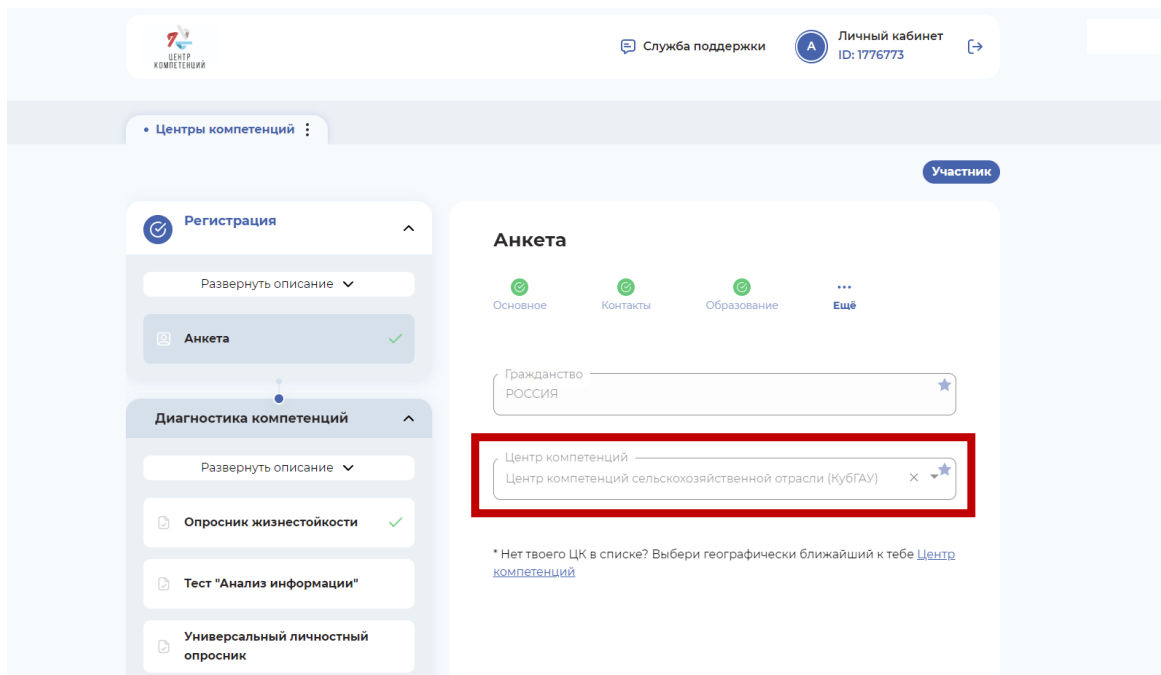 ЦЕНТР
КОМПЕТЕНЦИЙ
Служба поддержки
А
Личный кабинет
ID: 1776773
• Центры компетенций
Участник
Регистрация
Развернуть описание
Анкета
Диагностика компетенций
Развернуть описание
Опросник жизнестойкости
Тест "Анализ информации"
Универсальный личностный
опросник
Анкета
Основное
Контакты
Образование
Ещё
Гражданство
РОССИЯ
Центр компетенций
Центр компетенций сельскохозяйственной отрасли (КубГАУ)
* Нет твоего ЦК в списке? Выбери географически ближайший к тебе Центр
компетенций